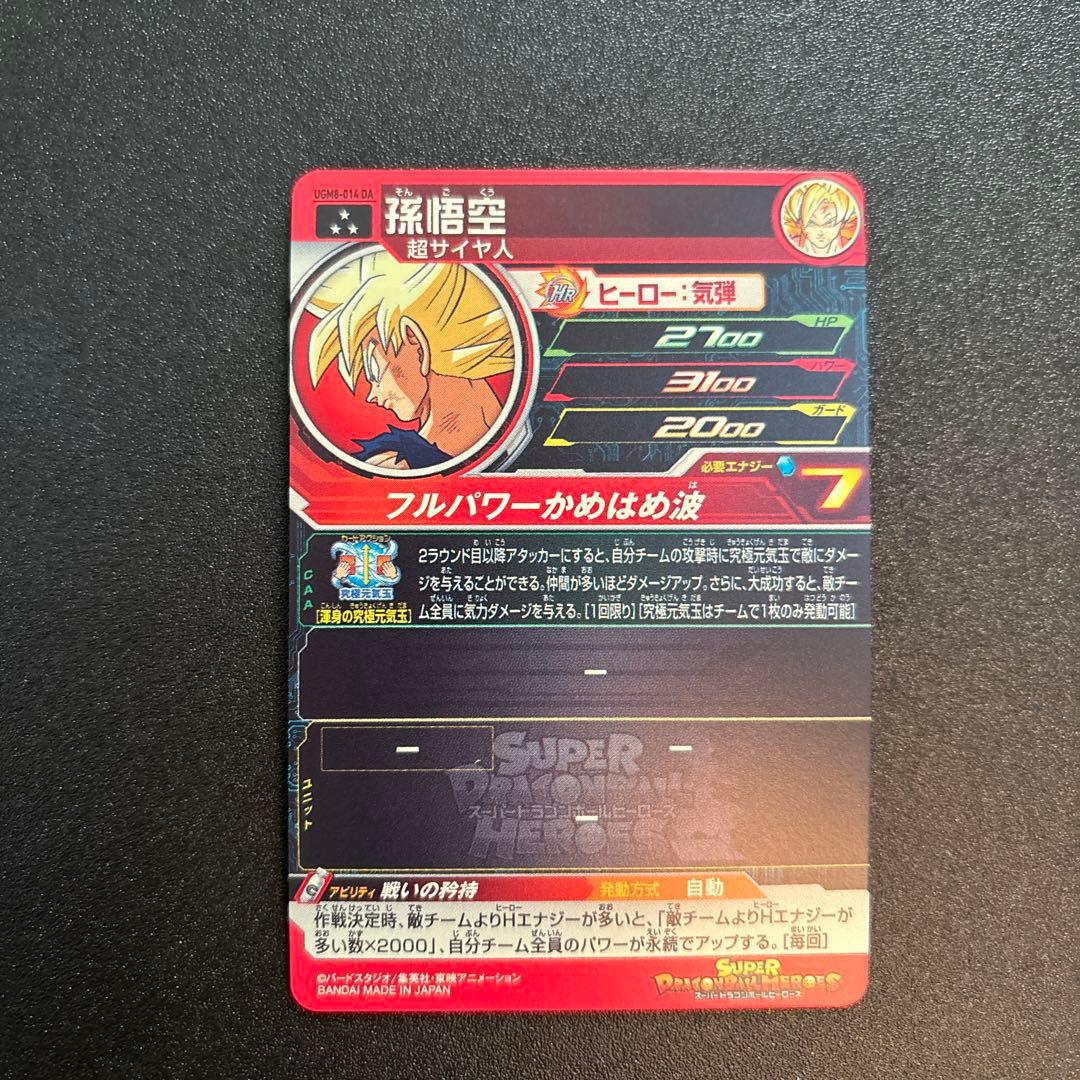 UGM8-014 DA
孫悟空
そんごくう
超サイヤ人
HR ヒーロー:気弾
HP
2700
パワー
3100
ガード
2000
必要エナジー 7
フルパワーかめはめ波
は
CAA
カードアクション
究極元気玉
[渾身の究極元気玉]
2ラウンド目以降アタッカーにすると、自分チームの攻撃時に究極元気玉で敵にダメー
ジを与えることができる。仲間が多いほどダメージアップ。さらに、大成功すると、敵チー
ム全員に気力ダメージを与える。[1回限り][究極元気玉はチームで1枚のみ発動可能]
ー
ユニット
ー ー
ー
SUPER
DRAGONBALL
スーパードラゴンボールヒーローズ
HEROES
アビリティ 戦いの矜持 発動方式 自動
作戦決定時、敵チームよりHエナジーが多いと、「敵チームよりHエナジーが
多い数×2000」、自分チーム全員のパワーが永続でアップする。[毎回]
©バードスタジオ/集英社・東映アニメーション
BANDAI MADE IN JAPAN
SUPER
DRAGONBALL HEROES
スーパードラゴンボールヒーローズ